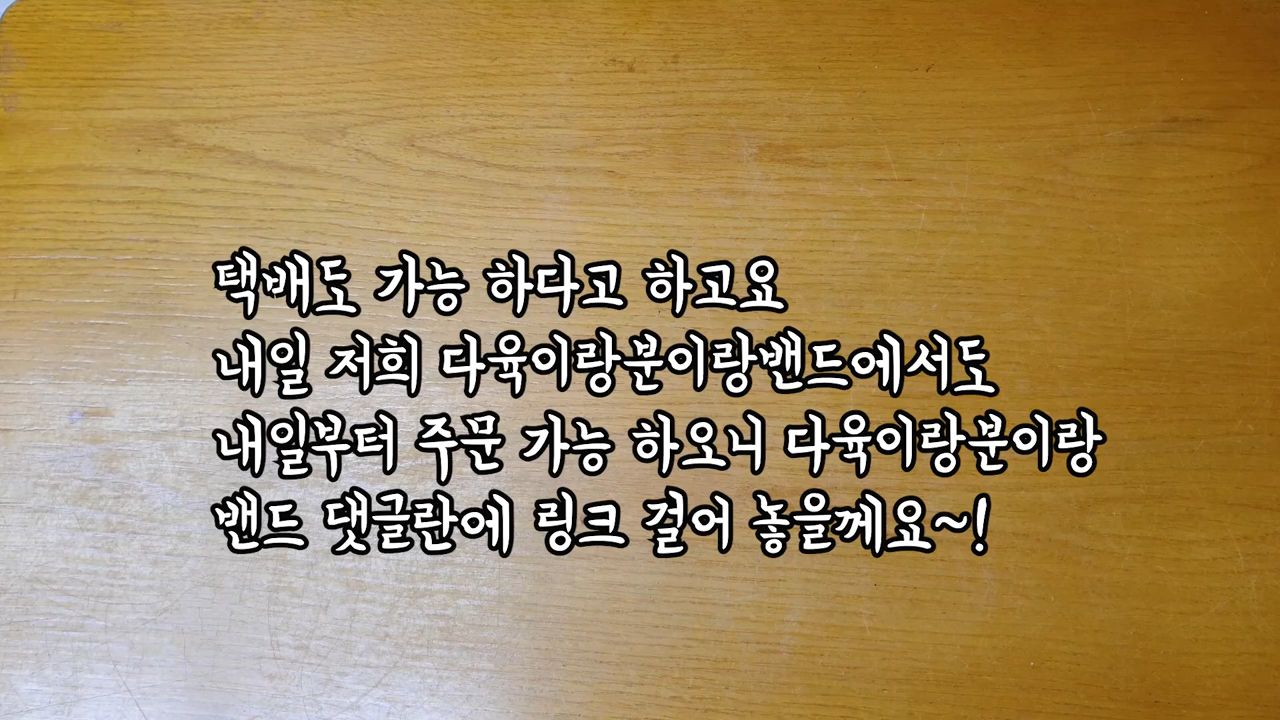 택배도 가능 하다고 하고요
내일 저희 다육이랑분이랑밴드에서도
내일부터 주문 가능 하오니 다육이랑분이랑
밴드 댓글란에 링크 걸어 놓을께요~!